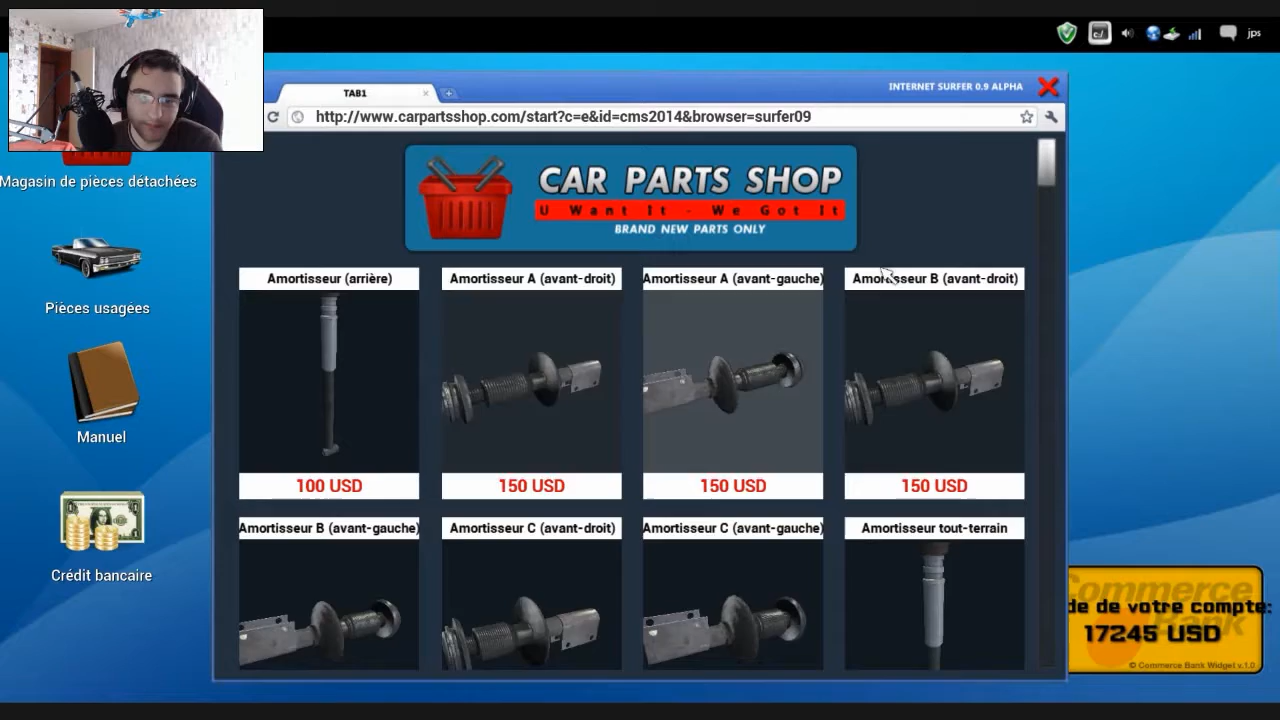 jps
TAB1
INTERNET SURFER 0.9 ALPHA
http://www.carpartsshop.com/start?c=e&id=cms2014&browser=surfer09
CAR PARTS SHOP
U Want It - We Got It
BRAND NEW PARTS ONLY
Magasin de pièces détachées
Pièces usagées
Manuel
Crédit bancaire
Amortisseur (arrière)
Amortisseur A (avant-droit)
Amortisseur A (avant-gauche)
Amortisseur B (avant-droit)
100 USD
150 USD
150 USD
150 USD
Amortisseur B (avant-gauche)
Amortisseur C (avant-droit)
Amortisseur C (avant-gauche)
Amortisseur tout-terrain
Commerce
Bank
de de votre compte:
17245 USD
© Commerce Bank Widget v.1.0